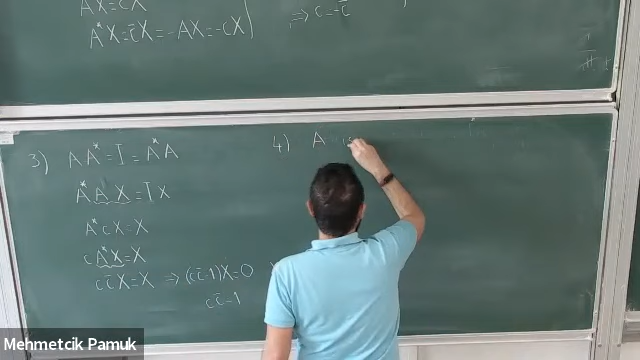 AX=cX
A*X=c̄X=-AX=-cX
⇒c=-c̄
3) AA*=I=A*A
A*AX=IX
A*cX=X
cA*X=X
cc̄X=X ⇒(cc̄-1)X=0
cc̄-1
4) A is
Mehmetcik Pamuk